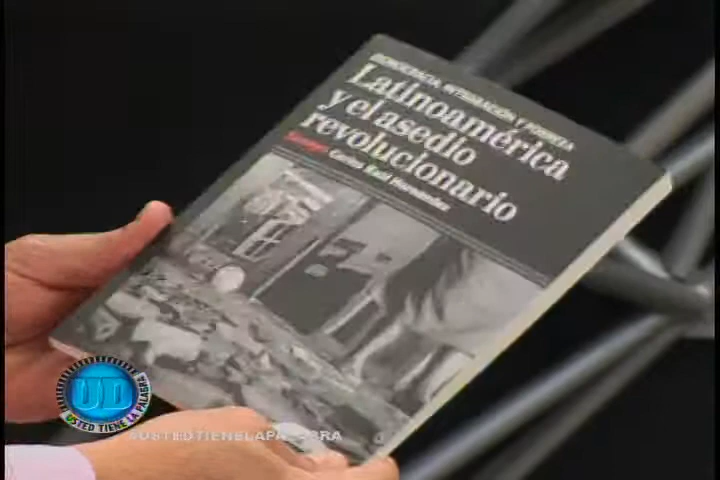 DEMOCRACIA, INTEGRACIÓN Y POBREZA
Latinoamérica
y el asedio
revolucionario
Carlos Raúl Hernández
UD
USTED TIENE LA PALABRA
#USTEDTIENELAPALABRA